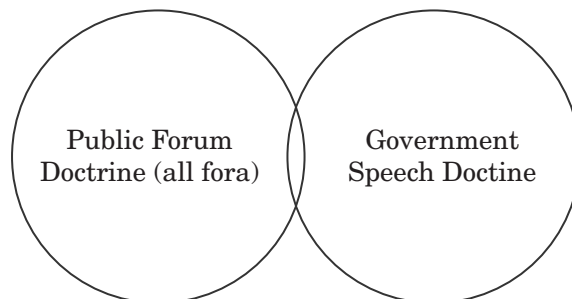 Public Forum
Doctrine (all fora)
Government
Speech Doctine